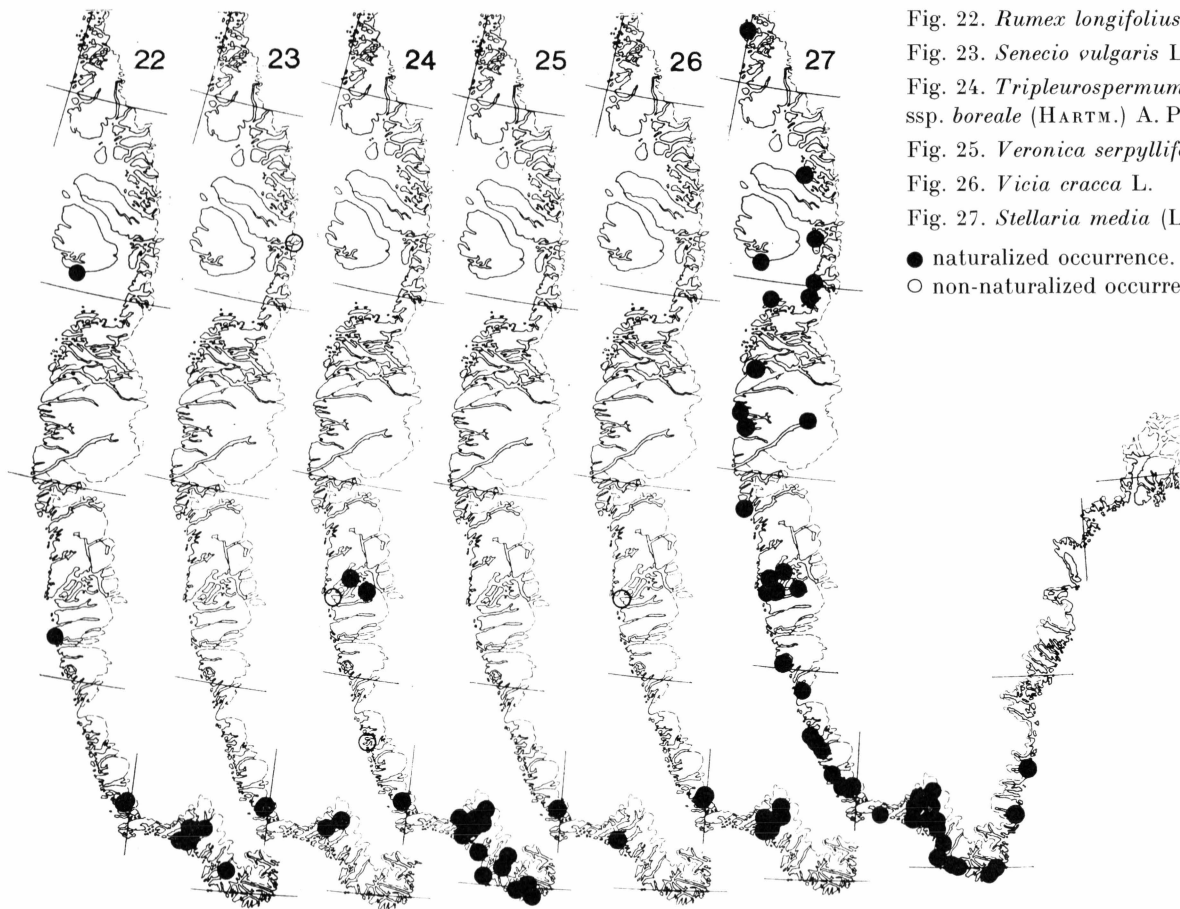 22
23
24
25
26
27
Fig. 22. Rumex longifolius
Fig. 23. Senecio vulgaris L
Fig. 24. Tripleurospermum
ssp. boreale (HARTM.) A. P
Fig. 25. Veronica serpyllif
Fig. 26. Vicia cracca L.
Fig. 27. Stellaria media (L
● naturalized occurrence.
○ non-naturalized occurre